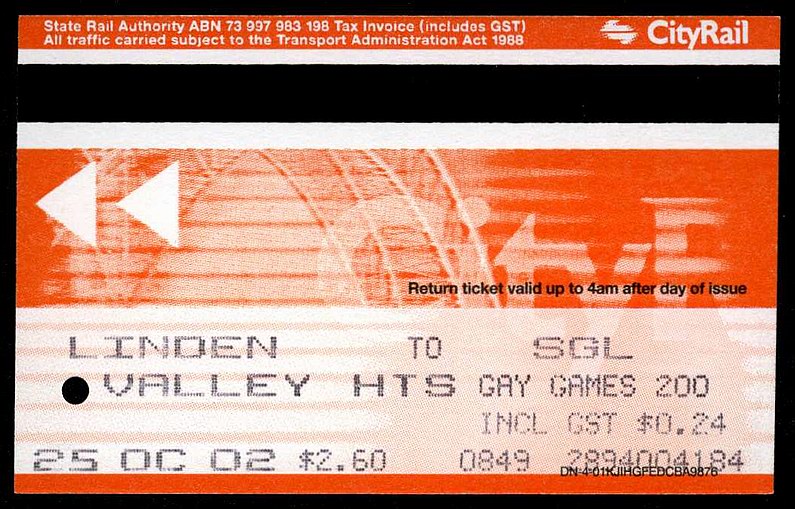 State Rail Authority ABN 73 997 983 198 Tax Invoice (includes GST)
All traffic carried subject to the Transport Administration Act 1988
CityRail
CityR
Return ticket valid up to 4am after day of issue
LINDEN TO SGL
VALLEY HTS GAY GAMES 200
INCL GST $0.24
25 OC 02 $2.60 0849 2894004184
DN-4-01KJIHGFEDCBA9876